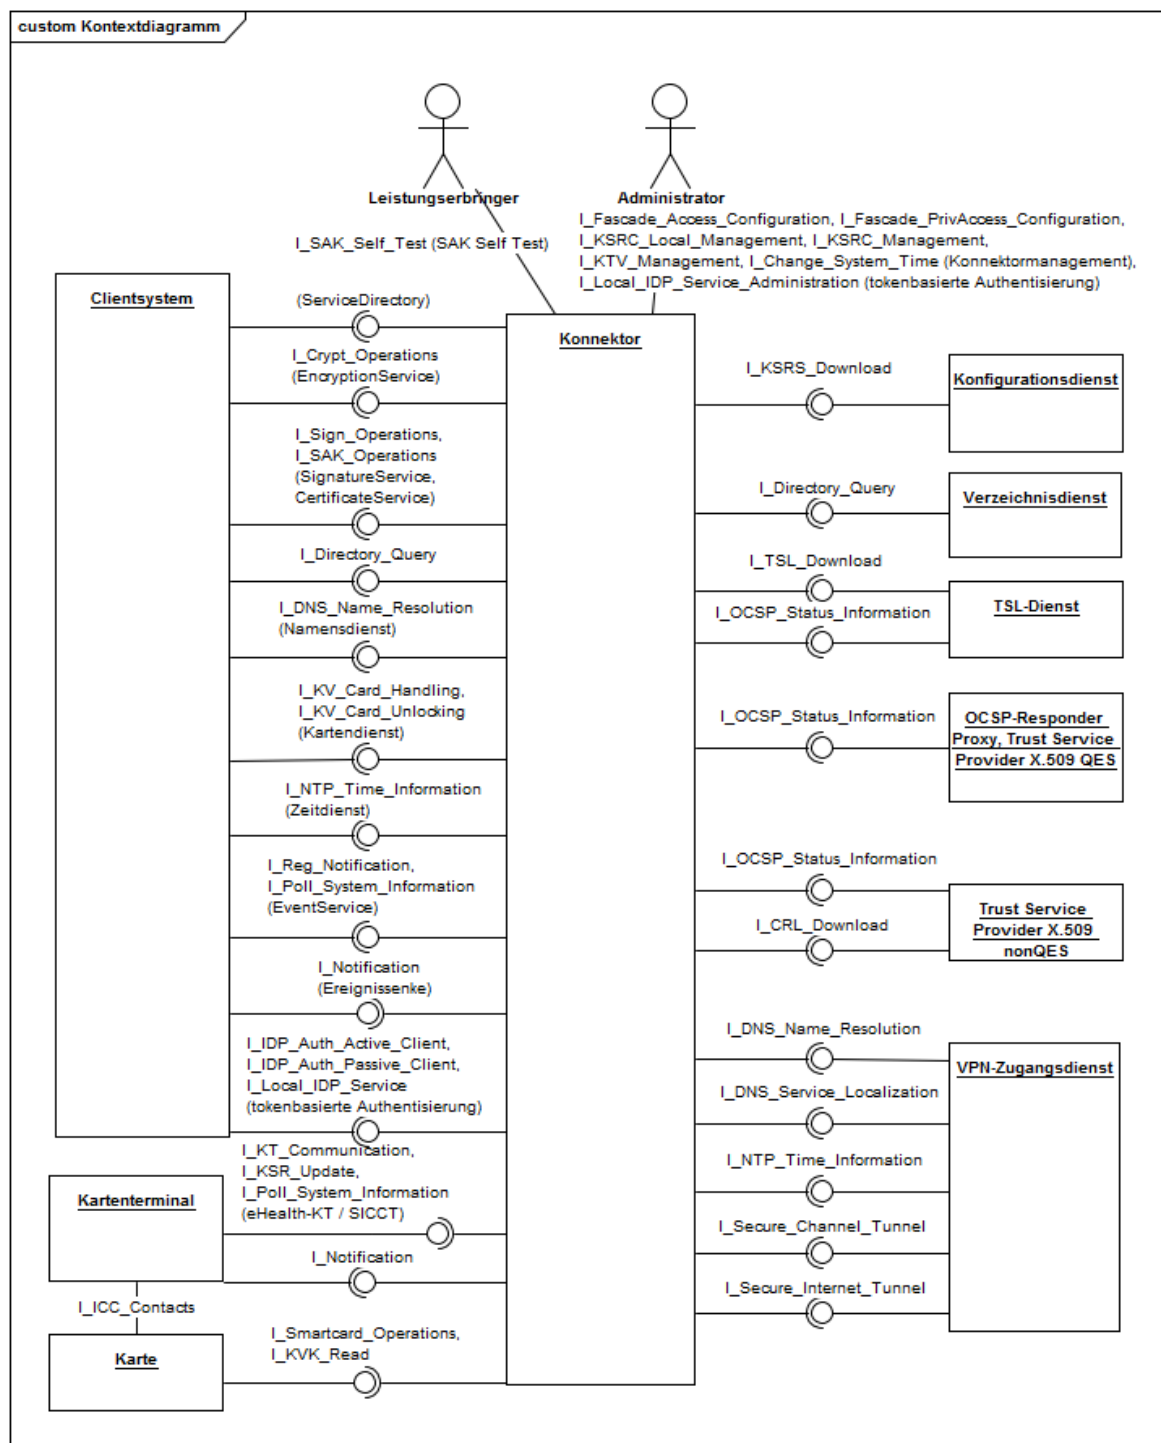 custom Kontextdiagramm
Leistungserbringer
Administrator
I_SAK_Self_Test (SAK Self Test)
I_Fascade_Access_Configuration, I_Fascade_PrivAccess_Configuration,
I_KSRC_Local_Management, I_KSRC_Management,
I_KTV_Management, I_Change_System_Time (Konnektormanagement),
I_Local_IDP_Service_Administration (tokenbasierte Authentisierung)
Clientsystem
(ServiceDirectory)
I_Crypt_Operations
(EncryptionService)
I_Sign_Operations,
I_SAK_Operations
(SignatureService,
CertificateService)
I_Directory_Query
I_DNS_Name_Resolution
(Namensdienst)
I_KV_Card_Handling,
I_KV_Card_Unlocking
(Kartendienst)
I_NTP_Time_Information
(Zeitdienst)
I_Reg_Notification,
I_Poll_System_Information
(EventService)
I_Notification
(Ereignissenke)
I_IDP_Auth_Active_Client,
I_IDP_Auth_Passive_Client,
I_Local_IDP_Service
(tokenbasierte Authentisierung)
I_KT_Communication,
I_KSR_Update,
I_Poll_System_Information
(eHealth-KT / SICCT)
Kartenterminal
I_Notification
I_ICC_Contacts
Karte
I_Smartcard_Operations,
I_KVK_Read
Konnektor
I_KSRS_Download
Konfigurationsdienst
I_Directory_Query
Verzeichnisdienst
I_TSL_Download
I_OCSP_Status_Information
TSL-Dienst
I_OCSP_Status_Information
OCSP-Responder
Proxy, Trust Service
Provider X.509 QES
I_OCSP_Status_Information
I_CRL_Download
Trust Service
Provider X.509
nonQES
I_DNS_Name_Resolution
VPN-Zugangsdienst
I_DNS_Service_Localization
I_NTP_Time_Information
I_Secure_Channel_Tunnel
I_Secure_Internet_Tunnel